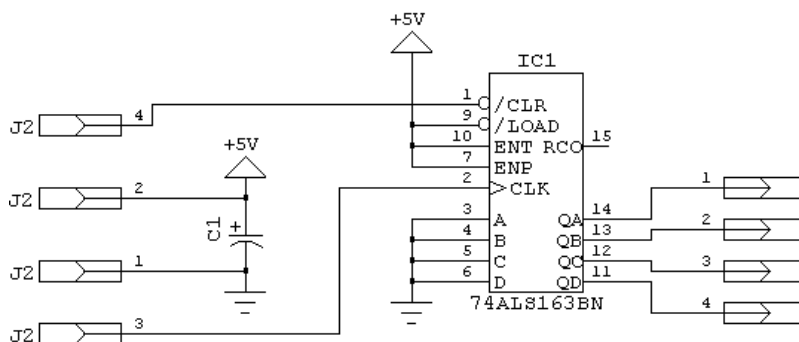 +5V
IC1
J2 4
1 /CLR
9 /LOAD
10 ENT RCO 15
7 ENP
2 CLK
+5V
J2 2
C1 +
J2 1
J2 3
3 A QA 14 1
4 B QB 13 2
5 C QC 12 3
6 D QD 11 4
74ALS163BN